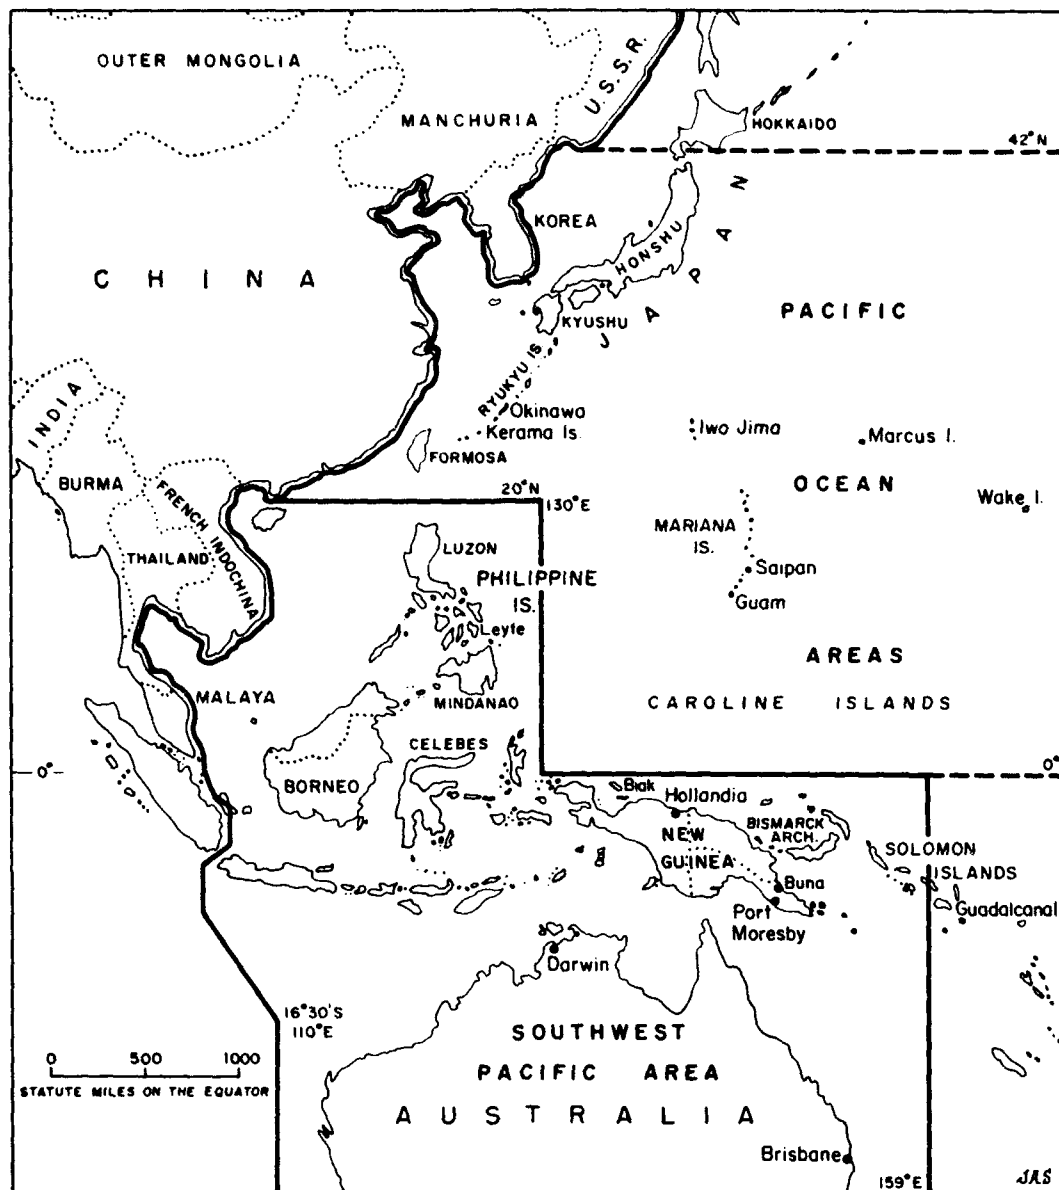 OUTER MONGOLIA
U.S.S.R.
MANCHURIA
HOKKAIDO
42°N
KOREA
HONSHU
JAPAN
CHINA
PACIFIC
KYUSHU
RYUKYU IS.
INDIA
Okinawa
Kerama Is.
Iwo Jima
Marcus I.
FORMOSA
BURMA
FRENCH INDOCHINA
20°N
130°E
OCEAN
Wake I.
MARIANA
IS.
LUZON
THAILAND
PHILIPPINE
IS.
Saipan
Guam
Leyte
AREAS
MALAYA
MINDANAO
CAROLINE ISLANDS
CELEBES
0°
0°
BORNEO
Biak
Hollandia
NEW
GUINEA
BISMARCK
ARCH.
SOLOMON
ISLANDS
Buna
Port
Moresby
Guadalcanal
Darwin
16°30'S
110°E
SOUTHWEST
PACIFIC AREA
0 500 1000
STATUTE MILES ON THE EQUATOR
AUSTRALIA
Brisbane
159°E
JAS